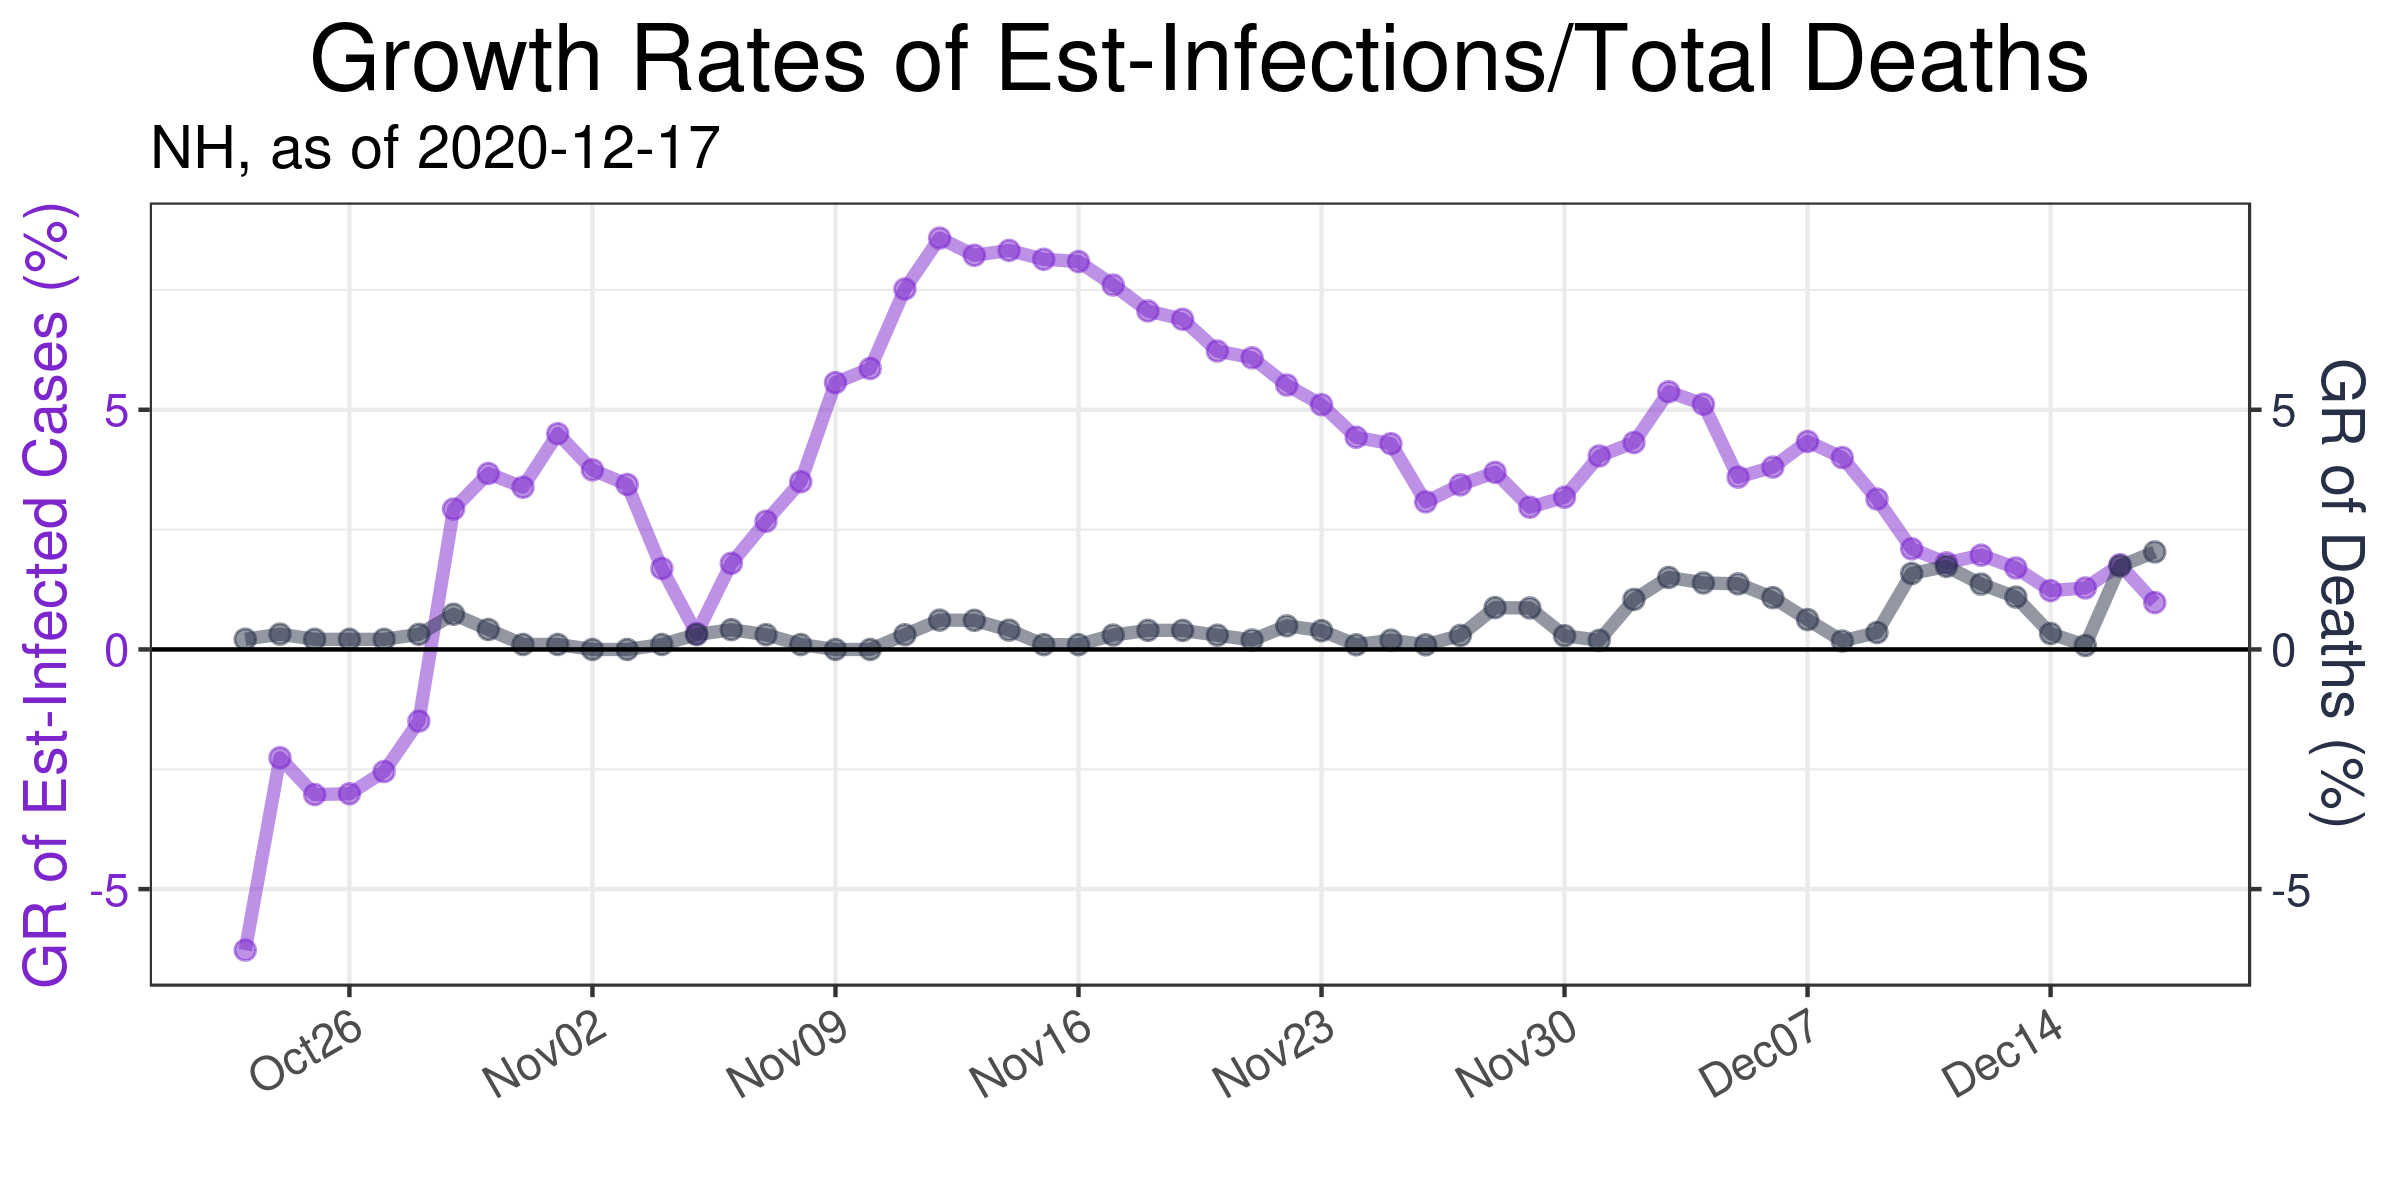 Growth Rates of Est-Infections/Total Deaths
NH, as of 2020-12-17
GR of Est-Infected Cases (%)
5
0
-5
GR of Deaths (%)
5
0
-5
Oct26
Nov02
Nov09
Nov16
Nov23
Nov30
Dec07
Dec14